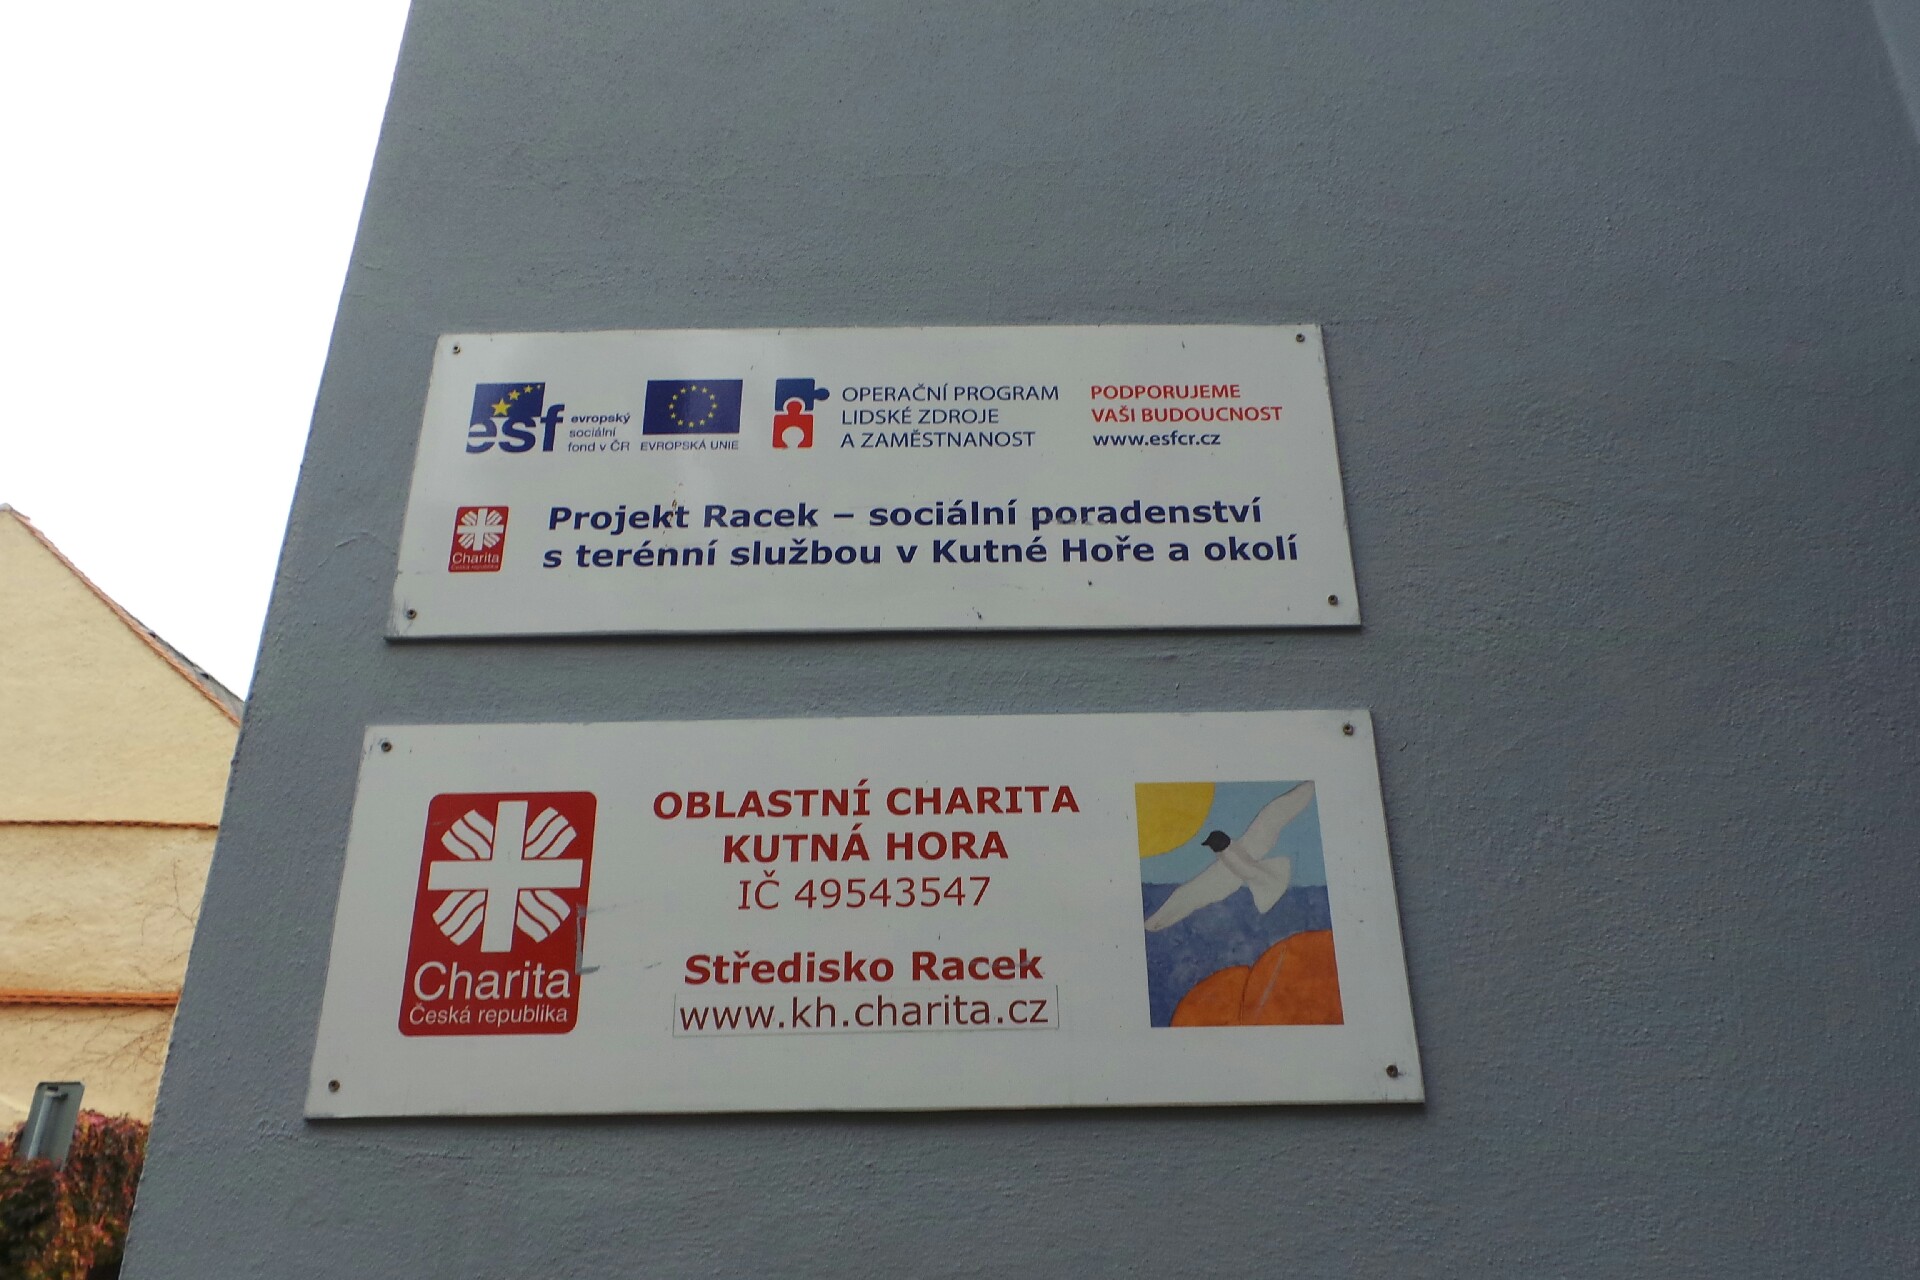 esf evropský
sociální
fond v ČR
EVROPSKÁ UNIE
OPERAČNÍ PROGRAM
LIDSKÉ ZDROJE
A ZAMĚSTNANOST
PODPORUJEME
VAŠI BUDOUCNOST
www.esfcr.cz
Charita
Česká republika
Projekt Racek – sociální poradenství
s terénní službou v Kutné Hoře a okolí
Charita
Česká republika
OBLASTNÍ CHARITA
KUTNÁ HORA
IČ 49543547
Středisko Racek
www.kh.charita.cz